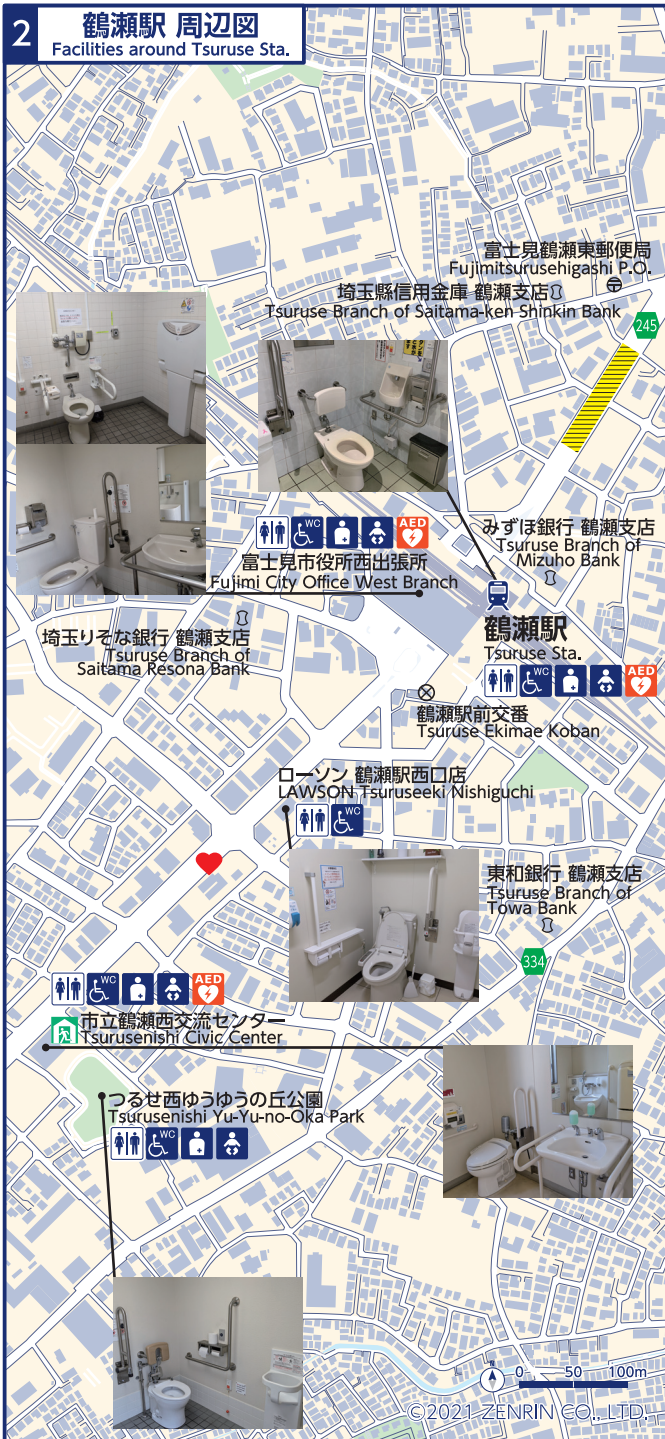 2
鶴瀬駅 周辺図
Facilities around Tsuruse Sta.
富士見鶴瀬東郵便局
Fujimitsurusehigashi P.O.
埼玉縣信用金庫 鶴瀬支店
Tsuruse Branch of Saitama-ken Shinkin Bank
245
WC
AED
富士見市役所西出張所
Fujimi City Office West Branch
みずほ銀行 鶴瀬支店
Tsuruse Branch of
Mizuho Bank
鶴瀬駅
Tsuruse Sta.
WC
AED
埼玉りそな銀行 鶴瀬支店
Tsuruse Branch of
Saitama Resona Bank
鶴瀬駅前交番
Tsuruse Ekimae Koban
ローソン 鶴瀬駅西口店
LAWSON Tsuruseeki Nishiguchi
WC
東和銀行 鶴瀬支店
Tsuruse Branch of
Towa Bank
334
WC
AED
市立鶴瀬西交流センター
Tsurusenishi Civic Center
つるせ西ゆうゆうの丘公園
Tsurusenishi Yu-Yu-no-Oka Park
WC
0 50 100m
©2021 ZENRIN CO., LTD.